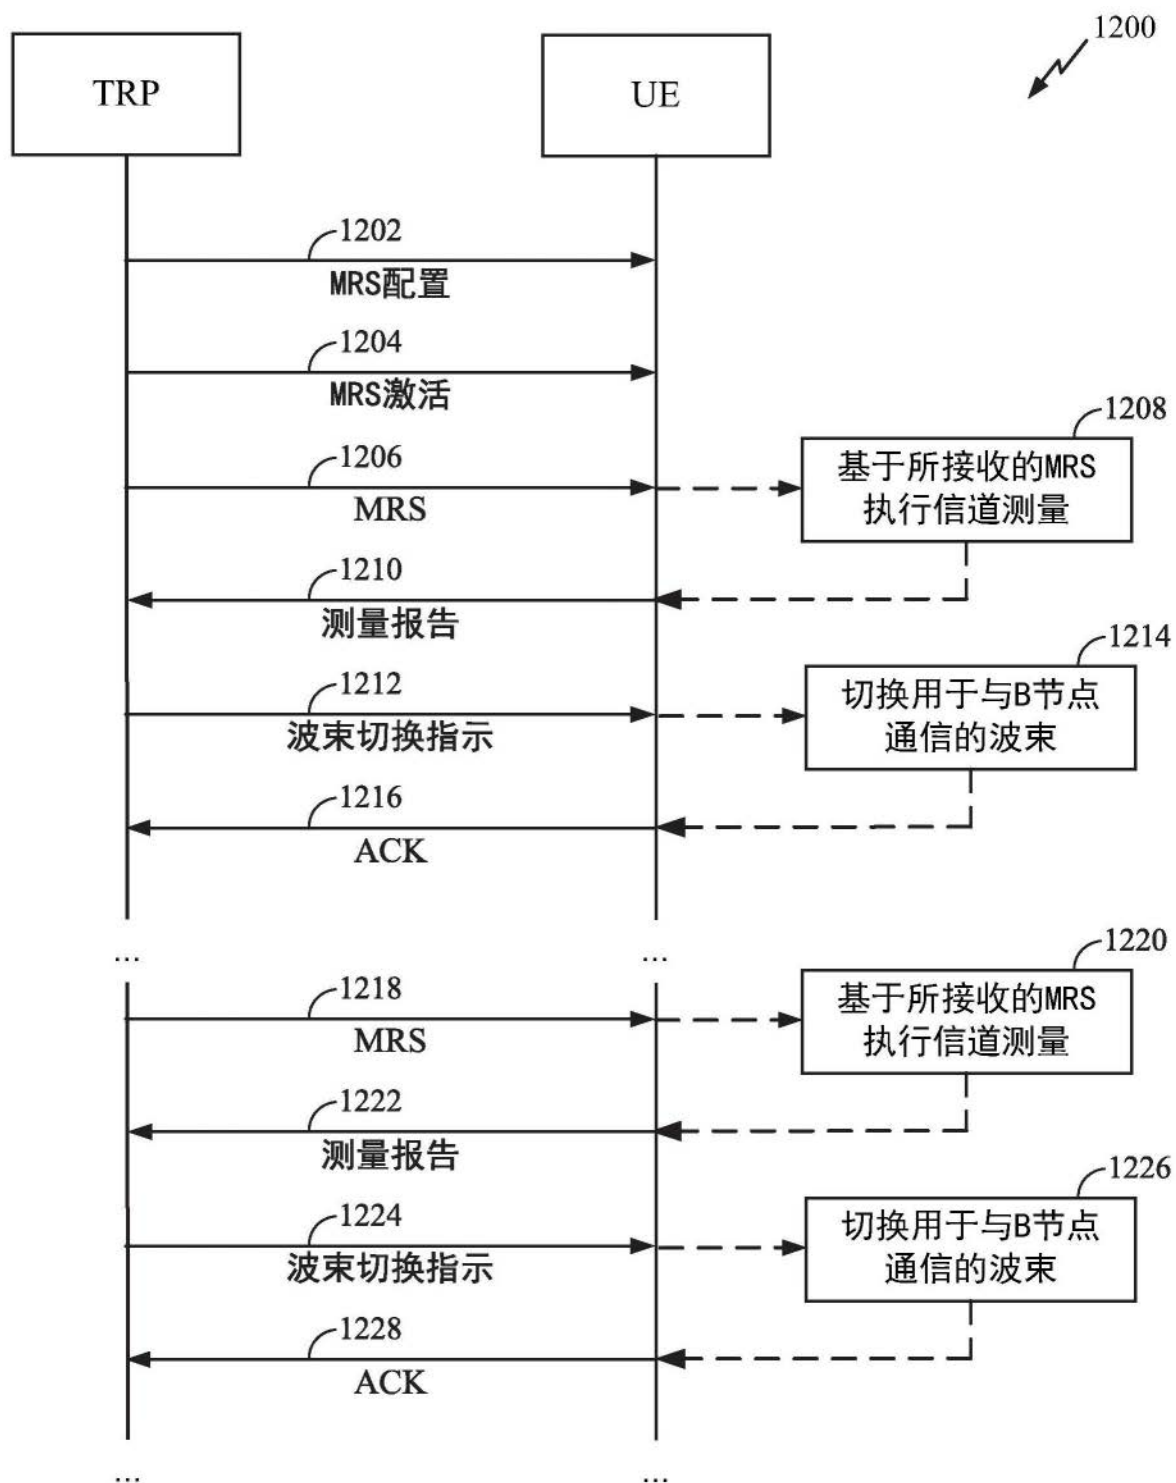 1200
TRP
UE
1202
MRS配置
1204
MRS激活
1208
1206
基于所接收的MRS
执行信道测量
MRS
1210
测量报告
1214
1212
切换用于与B节点
通信的波束
波束切换指示
1216
ACK
...
...
1220
1218
基于所接收的MRS
执行信道测量
MRS
1222
测量报告
1226
1224
切换用于与B节点
通信的波束
波束切换指示
1228
ACK
...
...